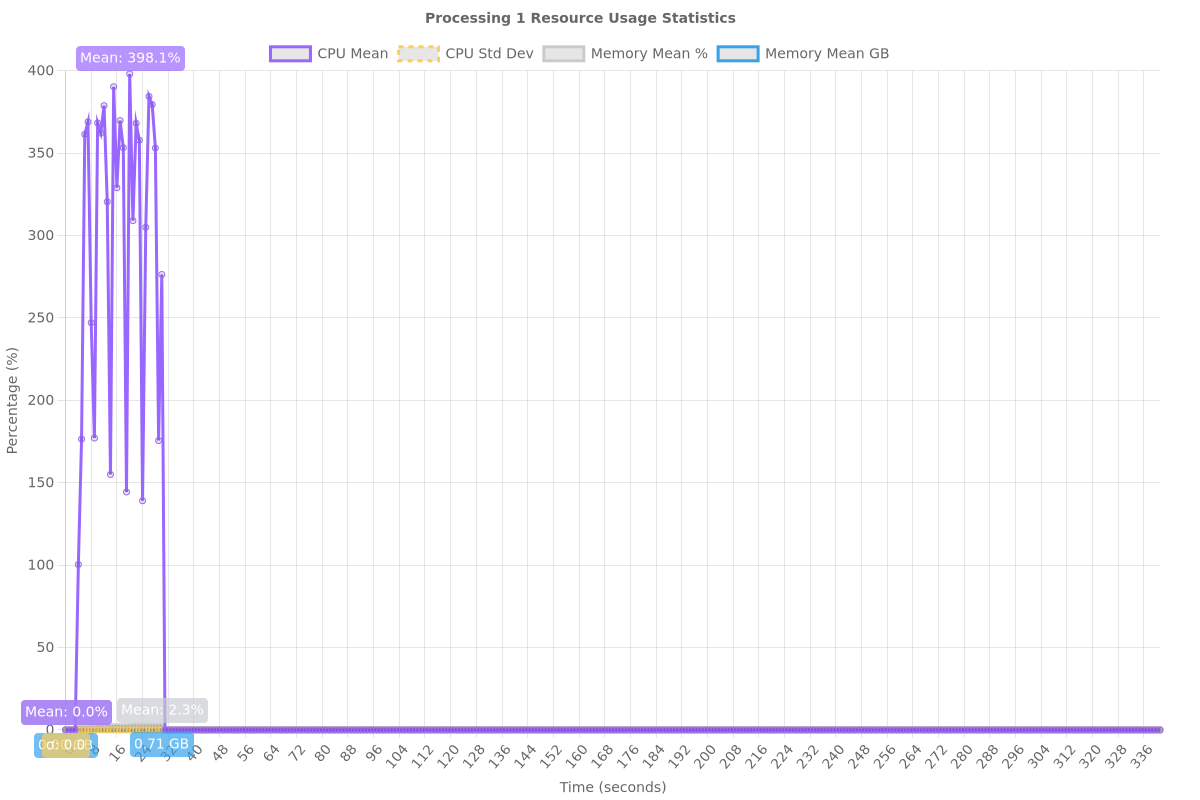 Processing 1 Resource Usage Statistics
CPU Mean
CPU Std Dev
Memory Mean %
Memory Mean GB
Mean: 398.1%
400
350
300
250
200
150
100
50
0
Percentage (%)
Mean: 0.0%
Mean: 2.3%
σ: 0.0
0.71 GB
16 24 32 40 48 56 64 72 80 88 96 104 112 120 128 136 144 152 160 168 176 184 192 200 208 216 224 232 240 248 256 264 272 280 288 296 304 312 320 328 336
Time (seconds)